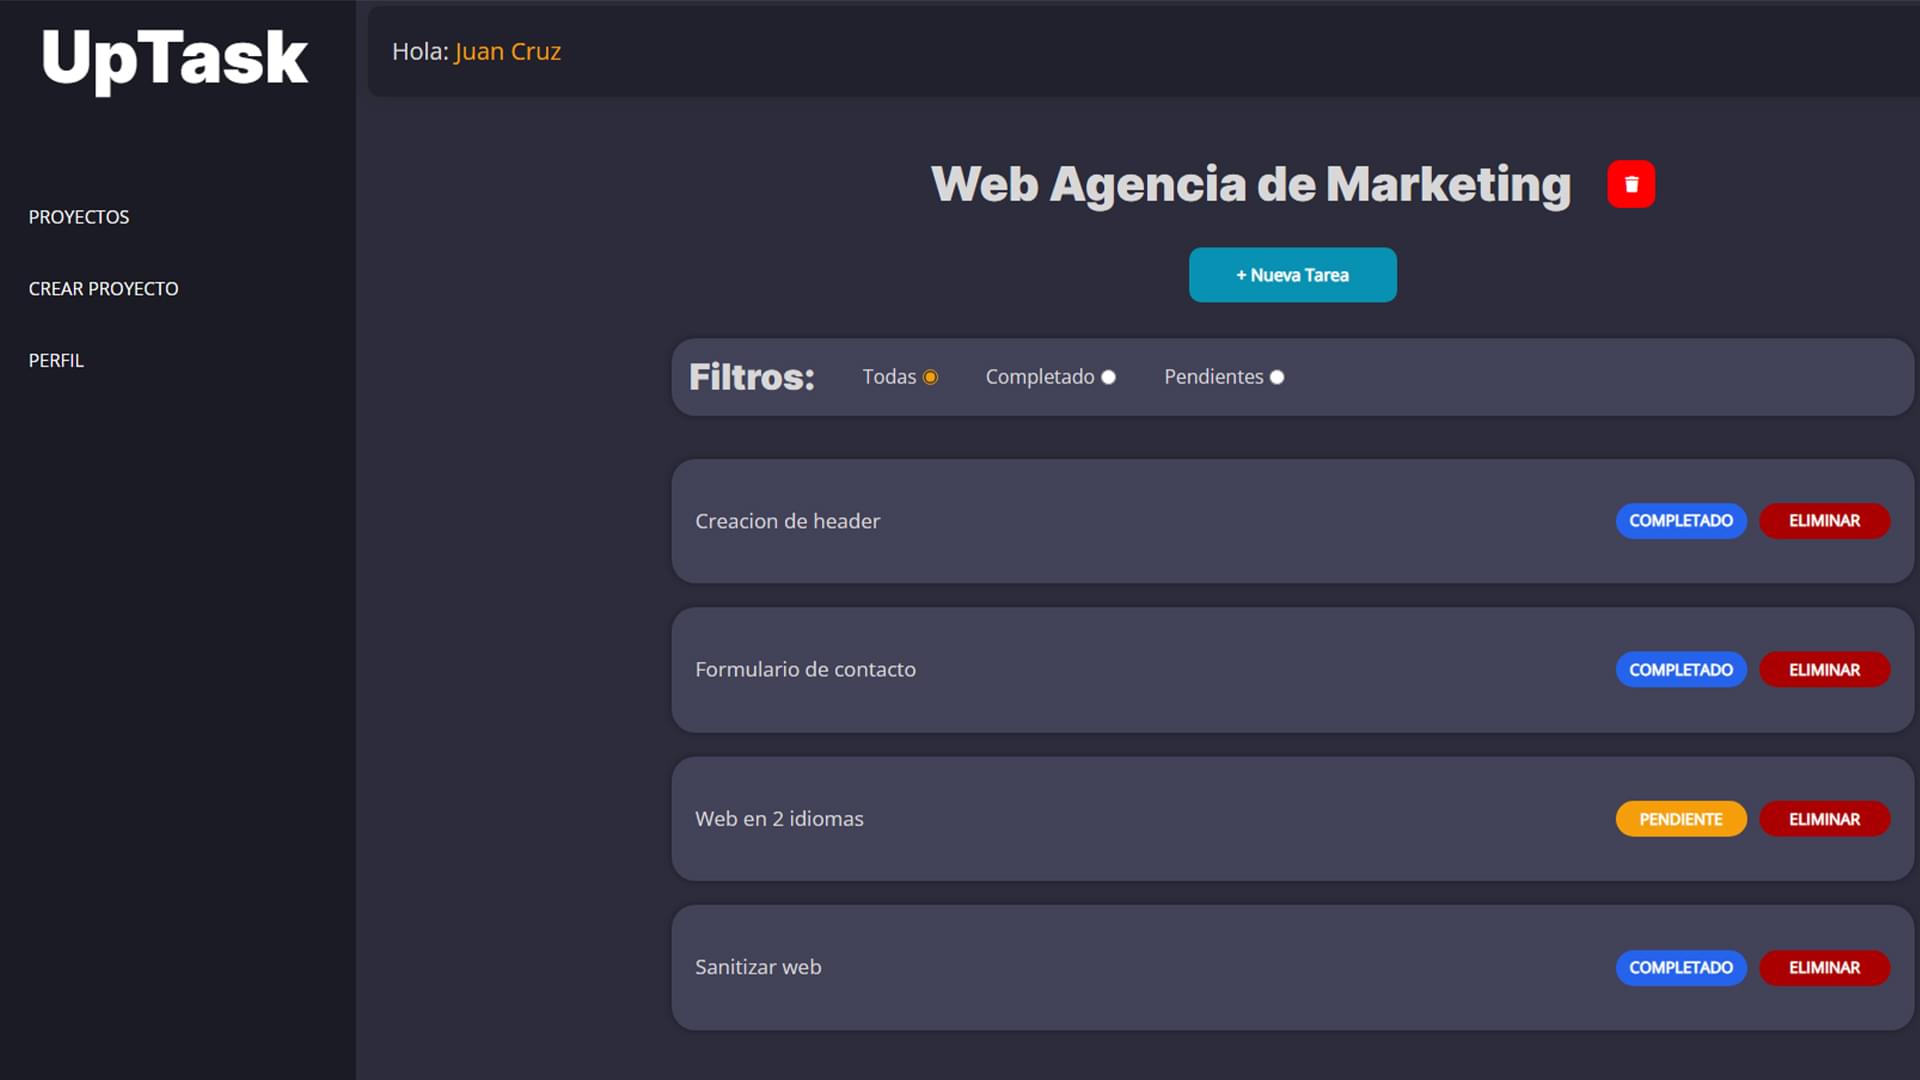 UpTask
Hola: Juan Cruz
PROYECTOS
CREAR PROYECTO
PERFIL
Web Agencia de Marketing
+ Nueva Tarea
Filtros: Todas Completado Pendientes
Creacion de header COMPLETADO ELIMINAR
Formulario de contacto COMPLETADO ELIMINAR
Web en 2 idiomas PENDIENTE ELIMINAR
Sanitizar web COMPLETADO ELIMINAR